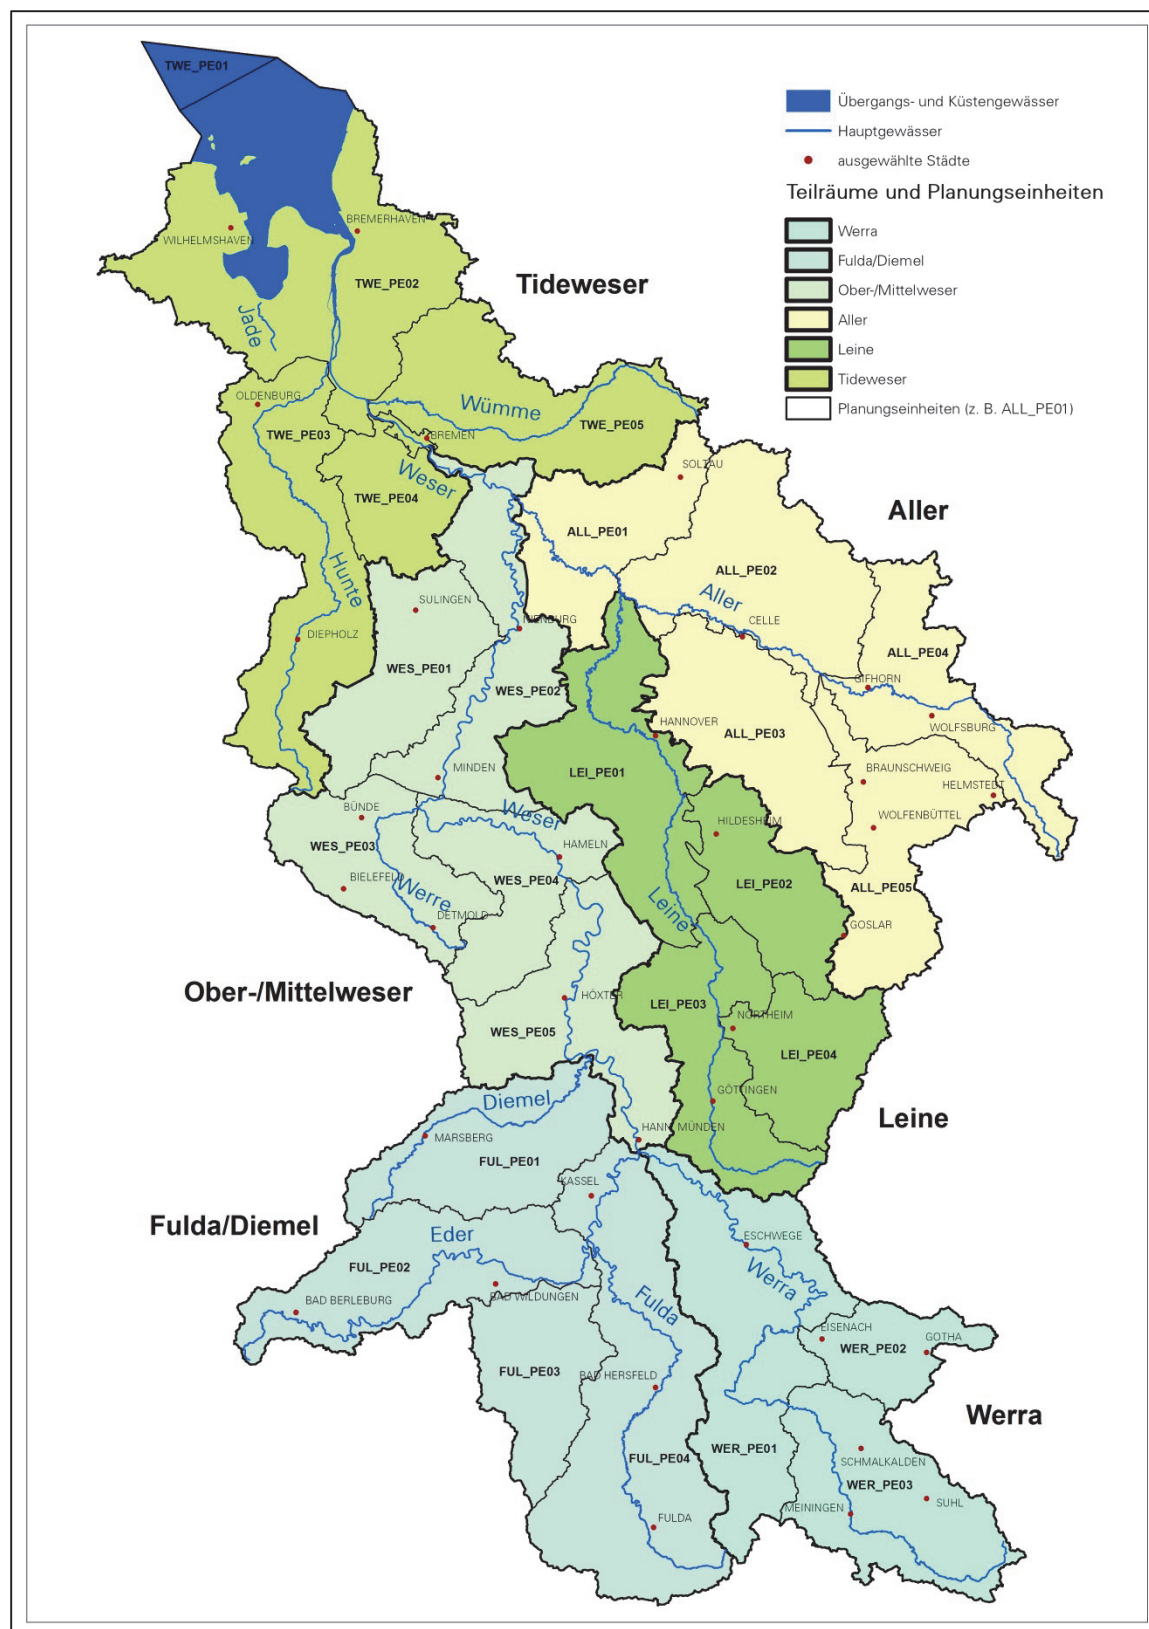 TWE_PE01
Übergangs- und Küstengewässer
Hauptgewässer
ausgewählte Städte
Teilräume und Planungseinheiten
Werra
Fulda/Diemel
Ober-/Mittelweser
Aller
Leine
Tideweser
Planungseinheiten (z. B. ALL_PE01)
BREMERHAVEN
WILHELMSHAVEN
TWE_PE02
Tideweser
Jade
OLDENBURG
Wümme
TWE_PE03
TWE_PE05
BREMEN
Weser
SOLTAU
TWE_PE04
Aller
ALL_PE01
ALL_PE02
Hunte
Aller
SULINGEN
NIENBURG
CELLE
DIEPHOLZ
ALL_PE04
WES_PE01
GIFHORN
WES_PE02
WOLFSBURG
HANNOVER
ALL_PE03
LEI_PE01
MINDEN
BRAUNSCHWEIG
HELMSTEDT
BÜNDE
Weser
HILDESHEIM
WOLFENBÜTTEL
WES_PE03
HAMELN
BIELEFELD
WES_PE04
LEI_PE02
ALL_PE05
Werre
Leine
DETMOLD
GOSLAR
Ober-/Mittelweser
HÖXTER
LEI_PE03
NORTHEIM
WES_PE05
LEI_PE04
Diemel
GÖTTINGEN
Leine
MARSBERG
HANN. MÜNDEN
FUL_PE01
KASSEL
Fulda/Diemel
Eder
ESCHWEGE
FUL_PE02
Werra
BAD BERLEBURG
BAD WILDUNGEN
Fulda
EISENACH
GOTHA
WER_PE02
FUL_PE03
BAD HERSFELD
Werra
WER_PE01
FUL_PE04
SCHMALKALDEN
WER_PE03
SUHL
MEININGEN
FULDA